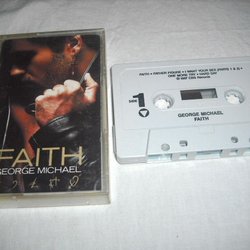 FAITH
GEORGE MICHAEL
FAITH • FATHER FIGURE • I WANT YOUR SEX (PARTS 1 & 2) •
ONE MORE TRY • HARD DAY
SIDE
1
GEORGE MICHAEL
FAITH